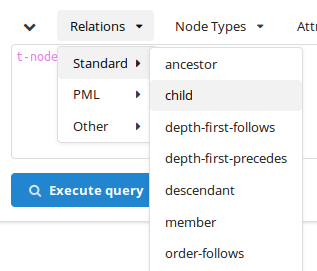 Relations
Node Types
t-node
Standard
PML
Other
ancestor
child
depth-first-follows
depth-first-precedes
descendant
member
order-follows
Execute query